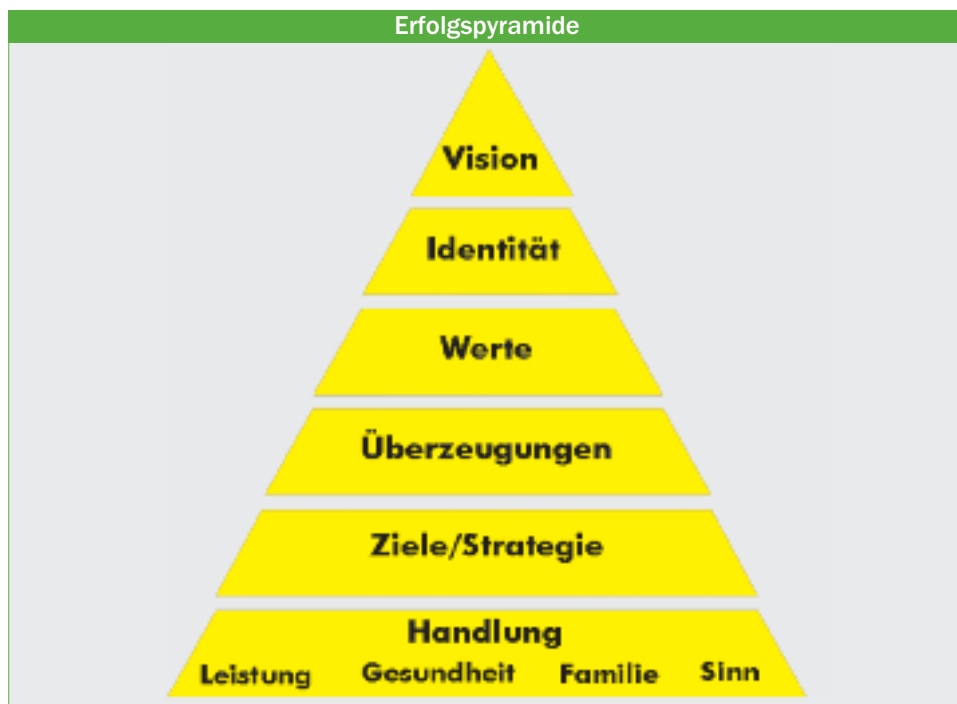 Erfolgspyramide
Vision
Identität
Werte
Überzeugungen
Ziele/Strategie
Handlung
Leistung Gesundheit Familie Sinn